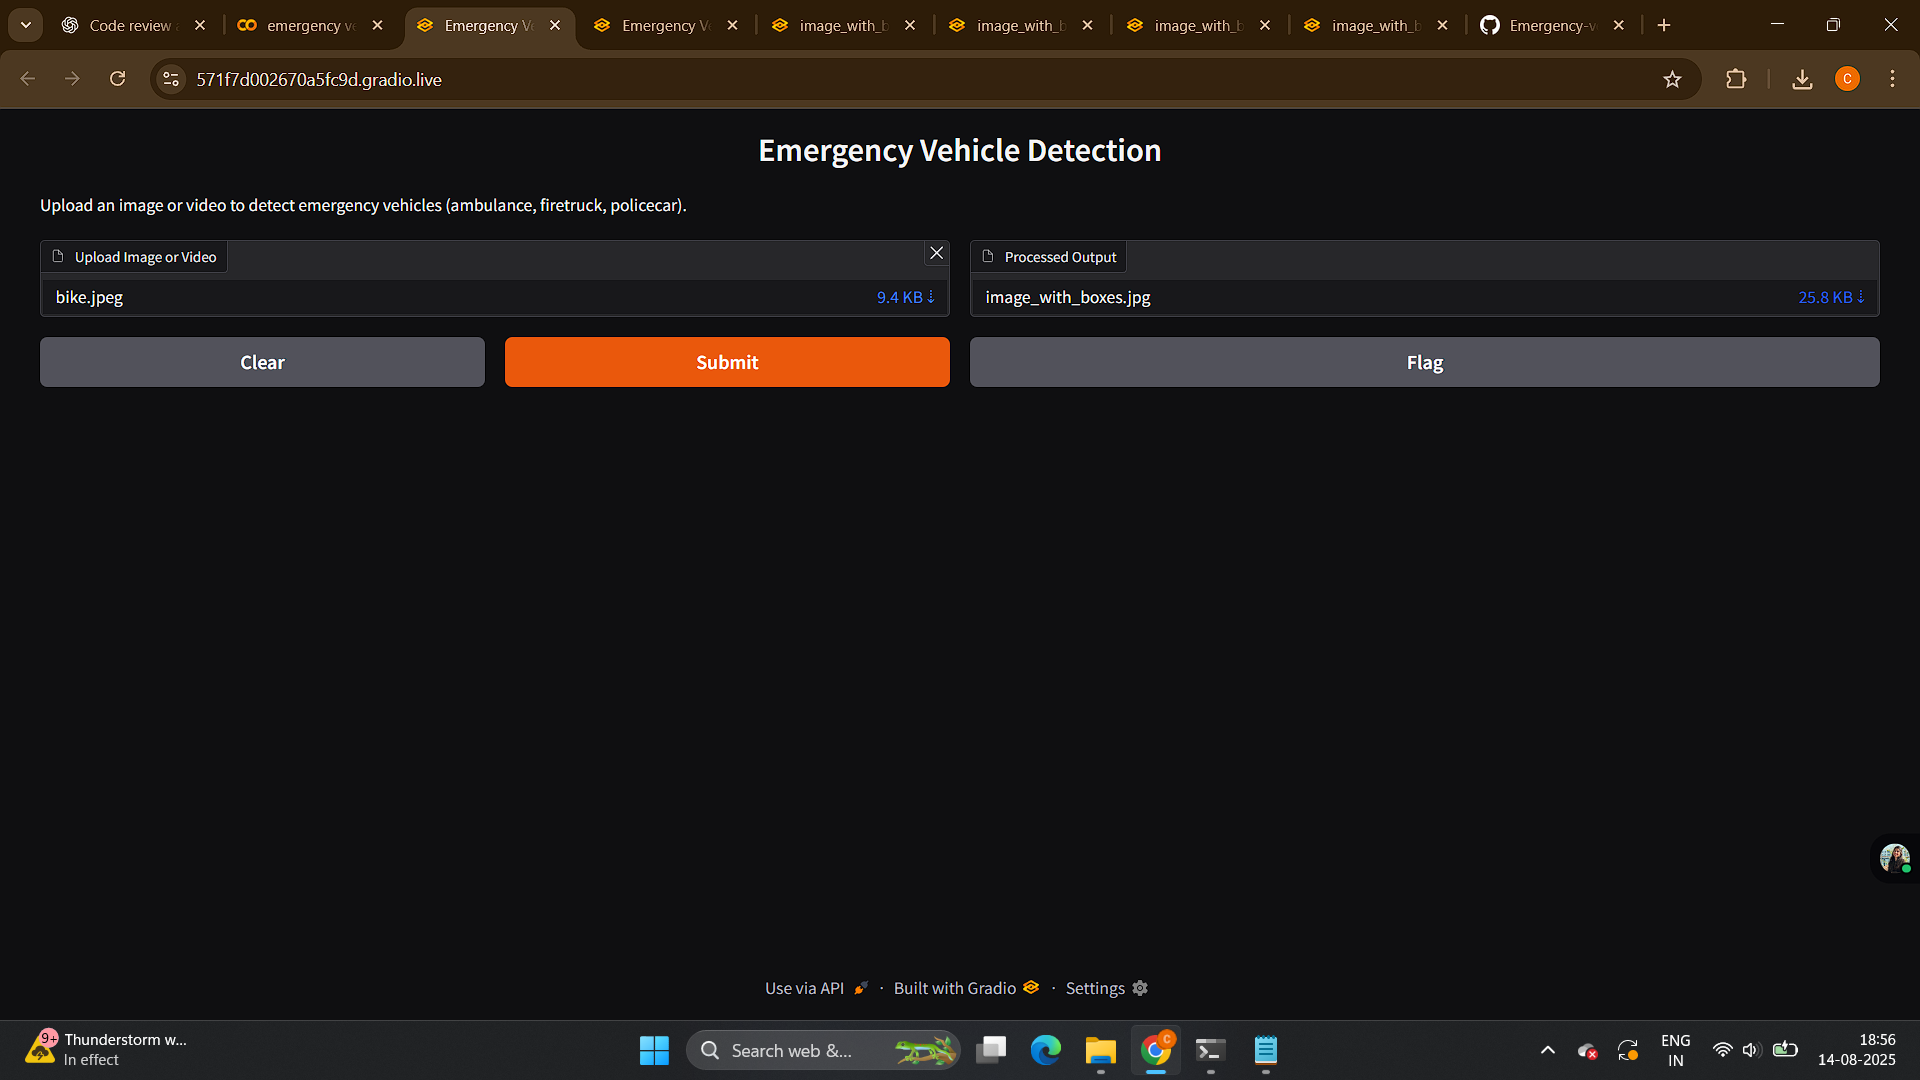 Code review
emergency ve
Emergency Ve
Emergency Ve
image_with_b
image_with_b
image_with_b
image_with_b
Emergency-v
571f7d002670a5fc9d.gradio.live
C
Emergency Vehicle Detection
Upload an image or video to detect emergency vehicles (ambulance, firetruck, policecar).
Upload Image or Video
Processed Output
bike.jpeg
9.4 KB ⇣
image_with_boxes.jpg
25.8 KB ⇣
Clear
Submit
Flag
Use via API · Built with Gradio · Settings
9+
Thunderstorm w...
In effect
Search web &...
C
ENG
IN
18:56
14-08-2025